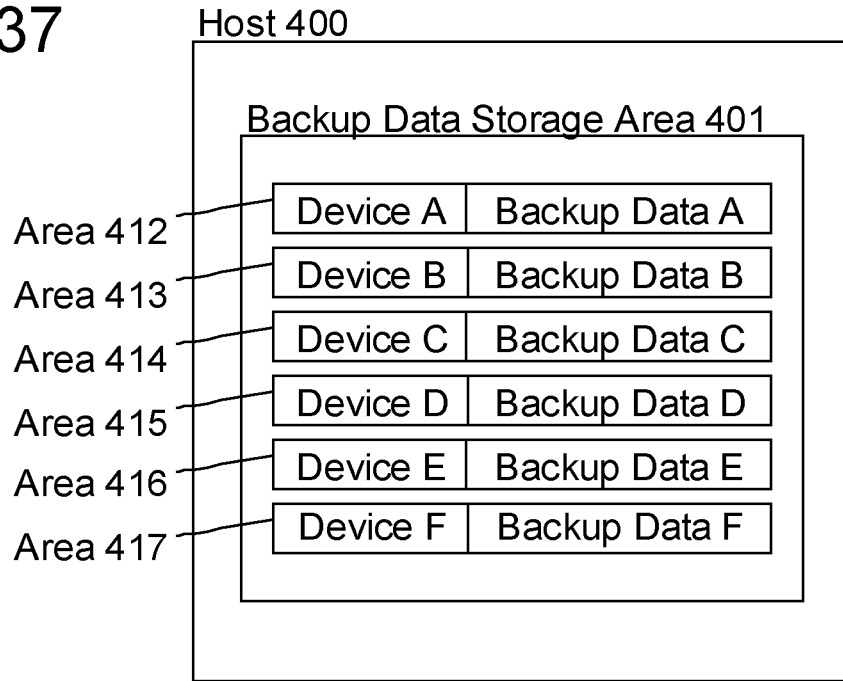 37
Host 400
Backup Data Storage Area 401
Area 412 Device A Backup Data A
Area 413 Device B Backup Data B
Area 414 Device C Backup Data C
Area 415 Device D Backup Data D
Area 416 Device E Backup Data E
Area 417 Device F Backup Data F